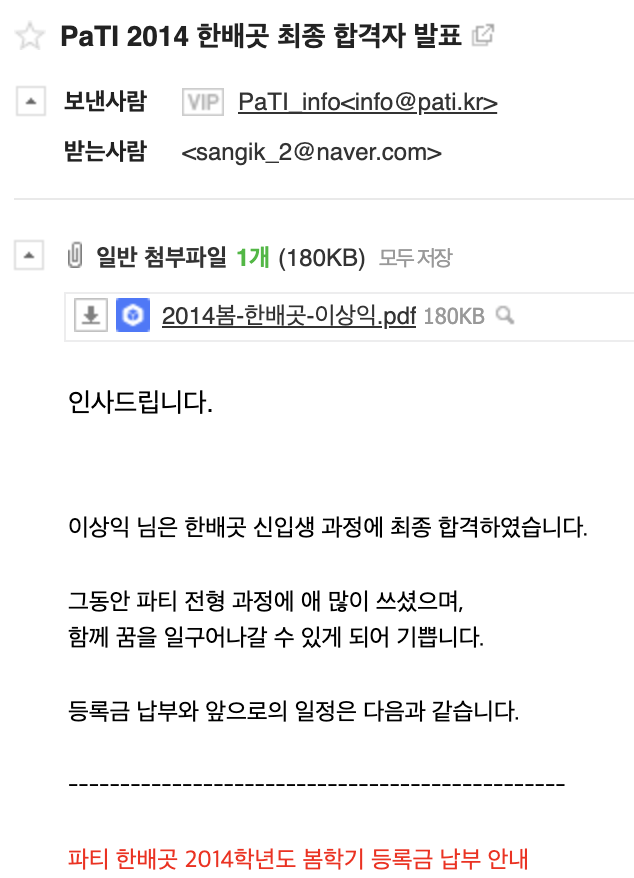 PaTI 2014 한배곳 최종 합격자 발표
보낸사람 VIP PaTI_info<info@pati.kr>
받는사람 <sangik_2@naver.com>
일반 첨부파일 1개 (180KB) 모두저장
2014봄-한배곳-이상익.pdf 180KB
인사드립니다.
이상익 님은 한배곳 신입생 과정에 최종 합격하였습니다.
그동안 파티 전형 과정에 애 많이 쓰셨으며,
함께 꿈을 일구어나갈 수 있게 되어 기쁩니다.
등록금 납부와 앞으로의 일정은 다음과 같습니다.
------------------------------------------------
파티 한배곳 2014학년도 봄학기 등록금 납부 안내